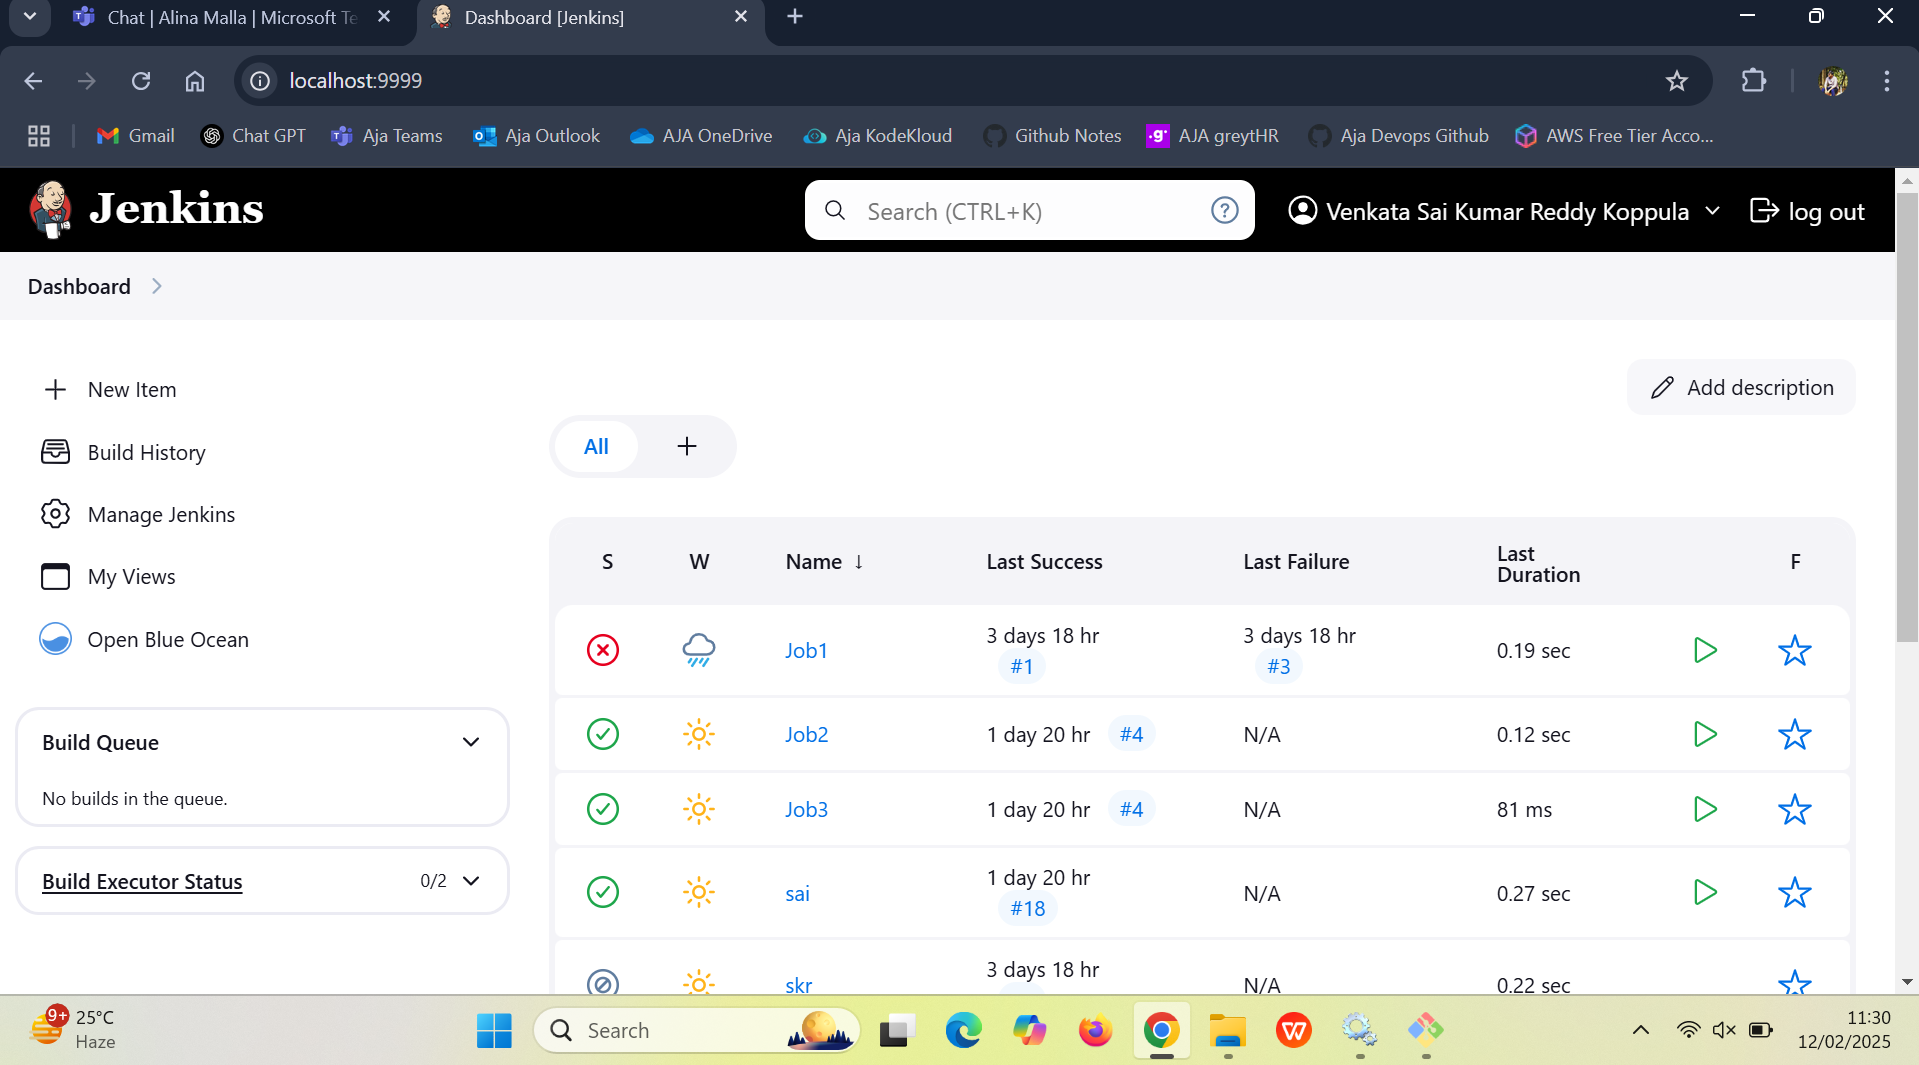 Chat | Alina Malla | Microsoft Te
Dashboard [Jenkins]
localhost:9999
Gmail
Chat GPT
Aja Teams
Aja Outlook
AJA OneDrive
Aja KodeKloud
Github Notes
.g AJA greytHR
Aja Devops Github
AWS Free Tier Acco...
Jenkins
Search (CTRL+K)
?
Venkata Sai Kumar Reddy Koppula
log out
Dashboard
New Item
Build History
Manage Jenkins
My Views
Open Blue Ocean
Build Queue
No builds in the queue.
Build Executor Status 0/2
Add description
All +
S W Name ↓ Last Success Last Failure Last Duration F
Job1 3 days 18 hr #1 3 days 18 hr #3 0.19 sec
Job2 1 day 20 hr #4 N/A 0.12 sec
Job3 1 day 20 hr #4 N/A 81 ms
sai 1 day 20 hr #18 N/A 0.27 sec
skr 3 days 18 hr N/A 0.22 sec
9+ 25°C
Haze
Search
11:30
12/02/2025